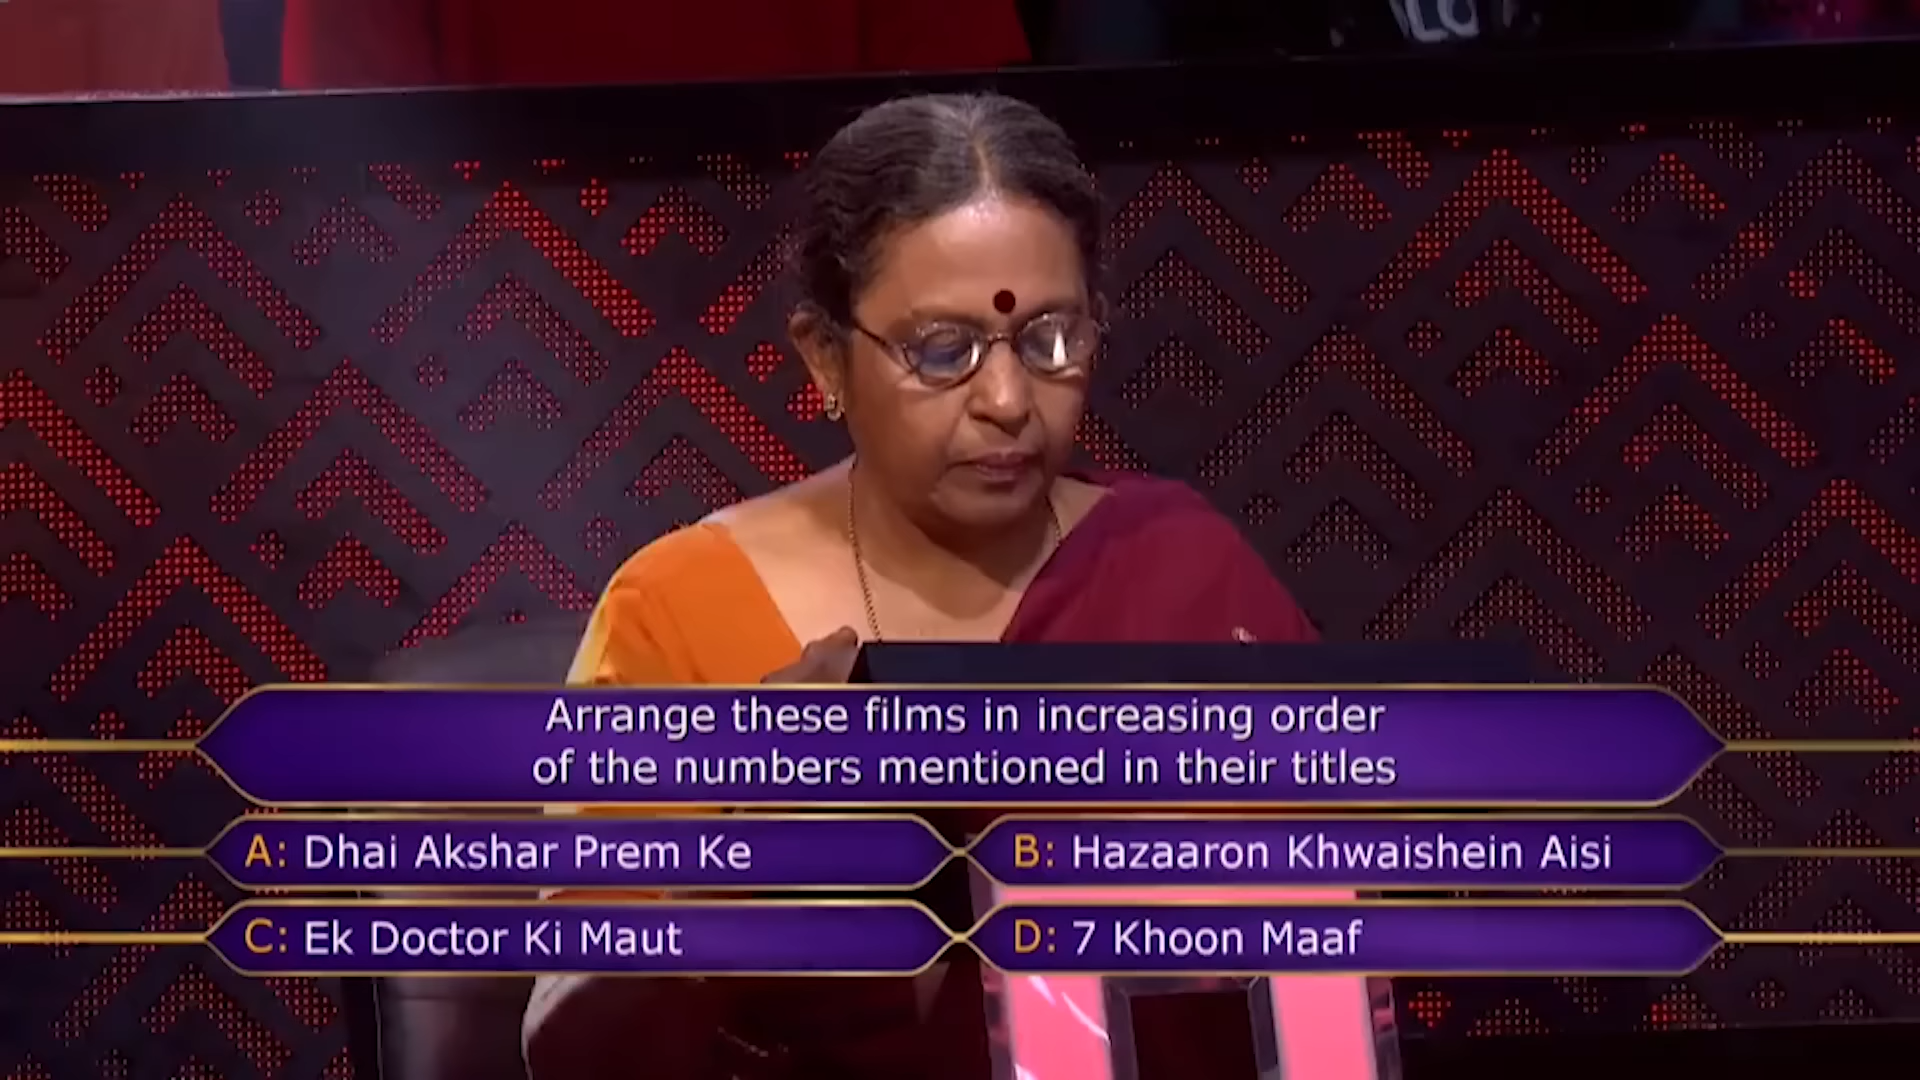 Arrange these films in increasing order
of the numbers mentioned in their titles
A: Dhai Akshar Prem Ke
B: Hazaaron Khwaishein Aisi
C: Ek Doctor Ki Maut
D: 7 Khoon Maaf